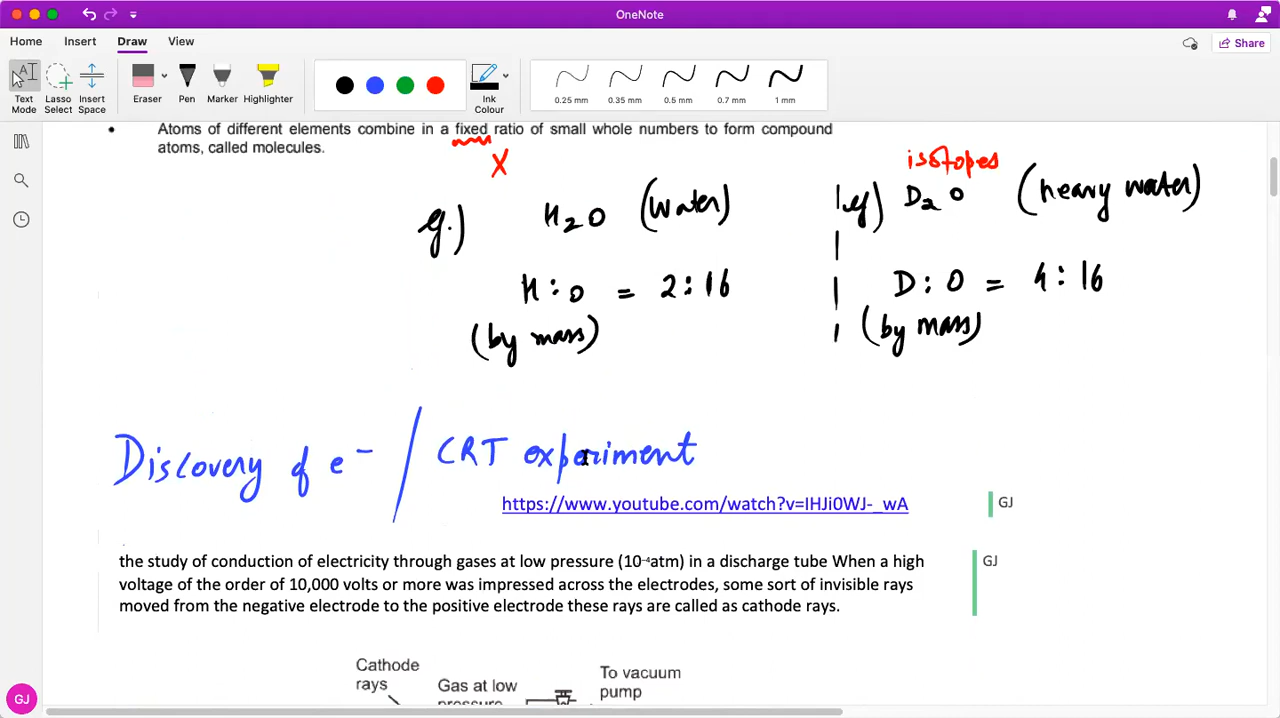 OneNote
Home Insert Draw View Share
Text Mode Lasso Select Insert Space Eraser Pen Marker Highlighter Ink Colour 0.25 mm 0.35 mm 0.5 mm 0.7 mm 1 mm
• Atoms of different elements combine in a fixed ratio of small whole numbers to form compound
atoms, called molecules.
X
isotopes
eg.) H2O (water)
eg) D2O (heavy water)
H : O = 2 : 16
D : O = 4 : 16
(by mass)
(by mass)
Discovery of e⁻ / CRT experiment
https://www.youtube.com/watch?v=IHJi0WJ-_wA
GJ
the study of conduction of electricity through gases at low pressure (10⁻⁴atm) in a discharge tube When a high
GJ
voltage of the order of 10,000 volts or more was impressed across the electrodes, some sort of invisible rays
moved from the negative electrode to the positive electrode these rays are called as cathode rays.
Cathode
rays
Gas at low
pressure
To vacuum
pump
GJ